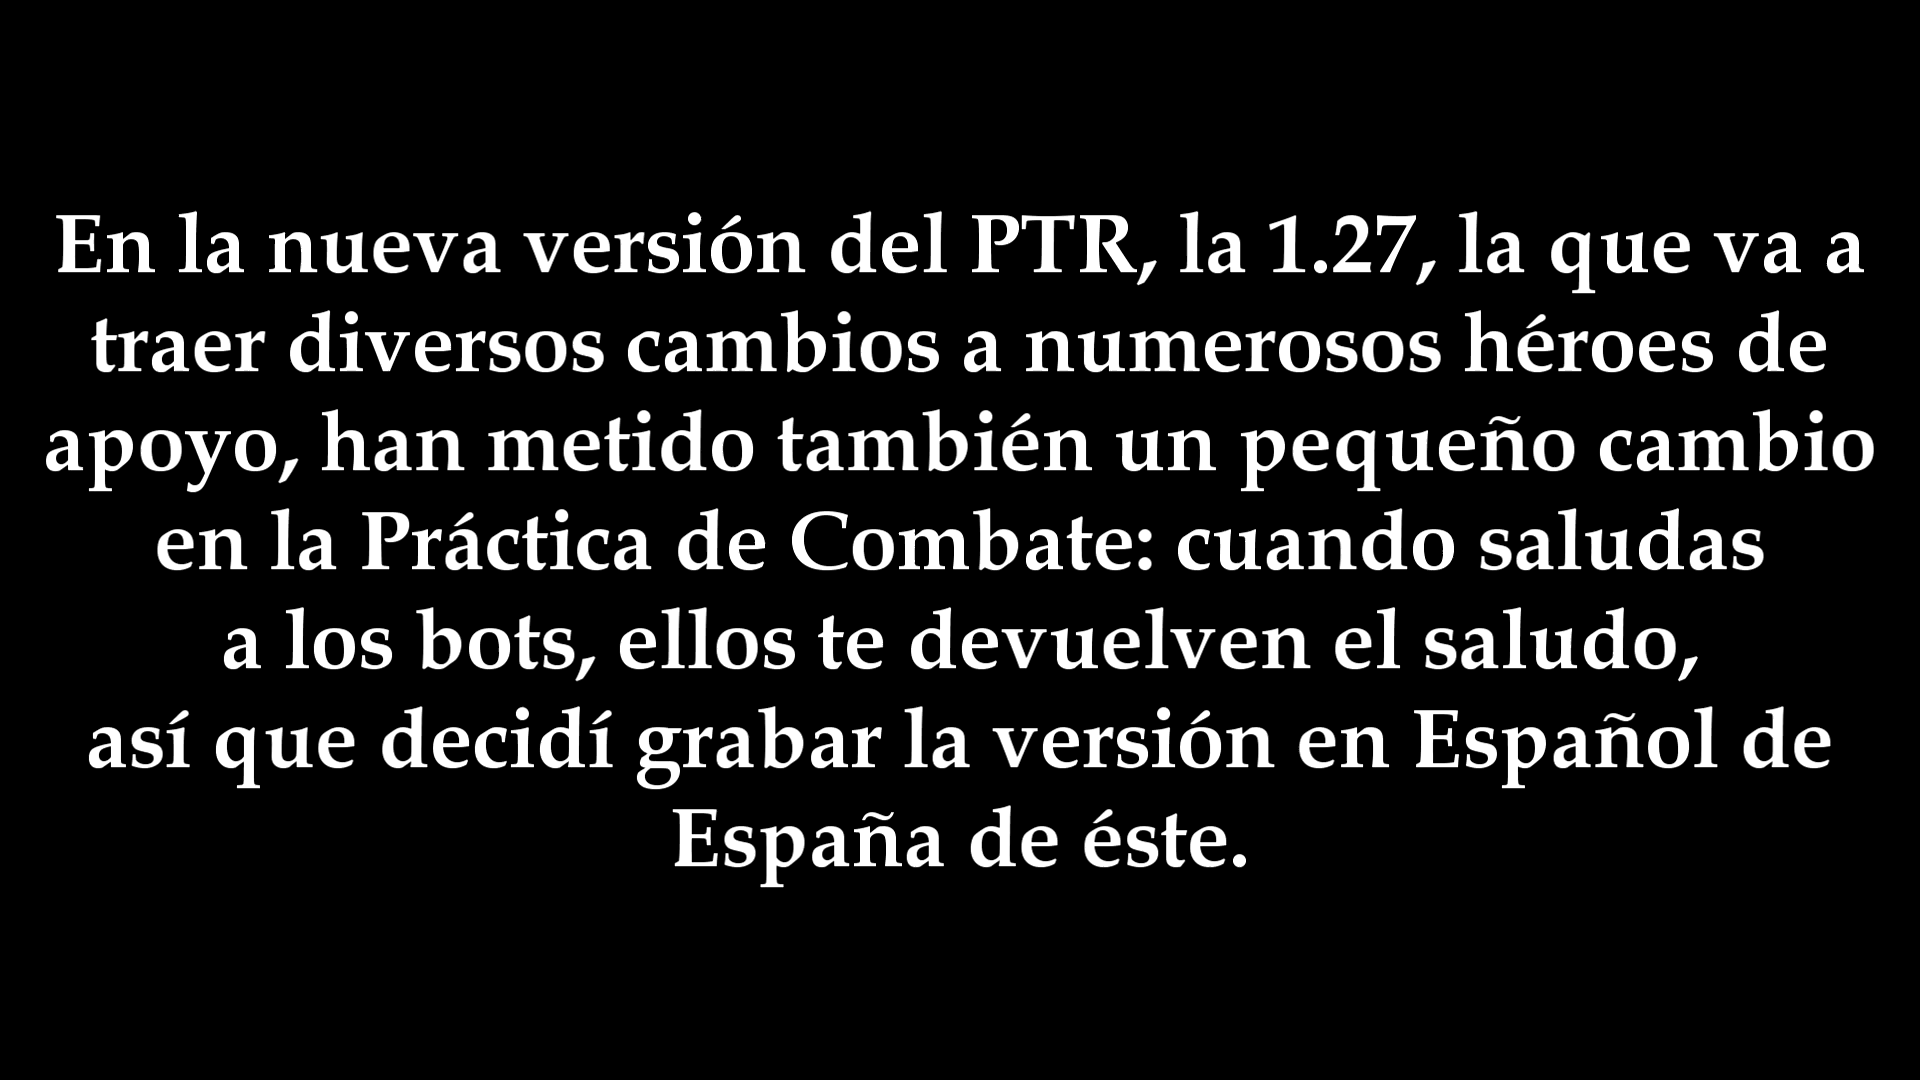 En la nueva versión del PTR, la 1.27, la que va a
traer diversos cambios a numerosos héroes de
apoyo, han metido también un pequeño cambio
en la Práctica de Combate: cuando saludas
a los bots, ellos te devuelven el saludo,
así que decidí grabar la versión en Español de
España de éste.